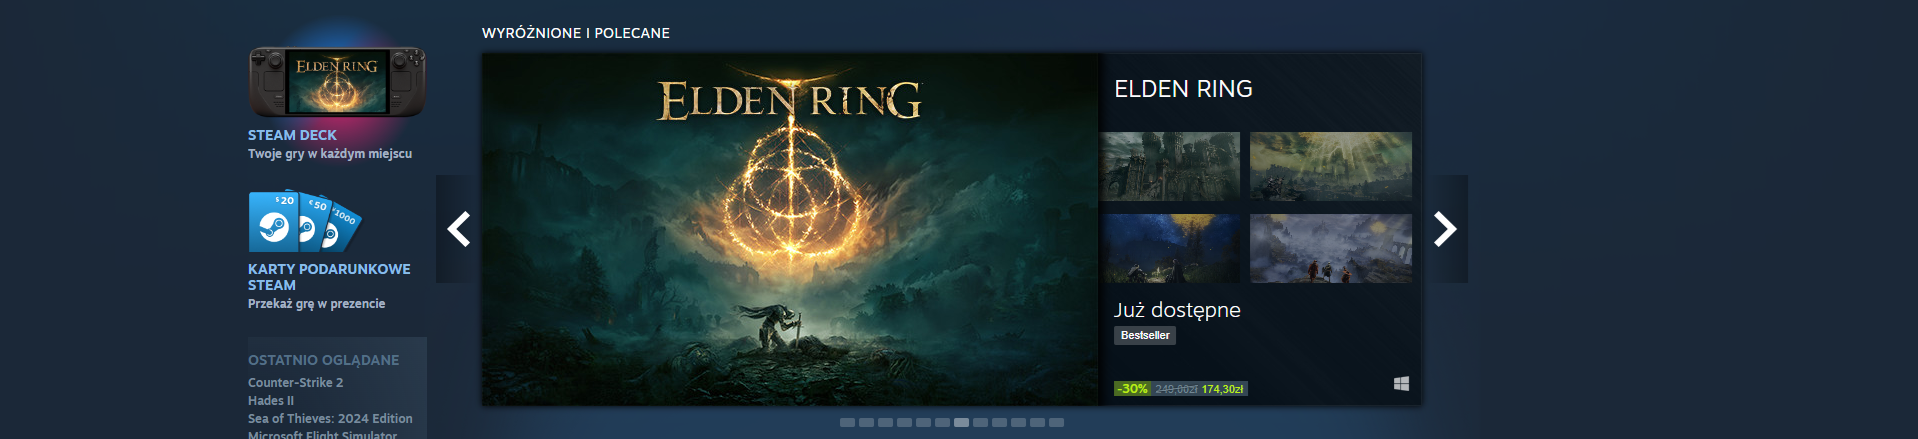 WYRÓŻNIONE I POLECANE
ELDEN RING
STEAM DECK
Twoje gry w każdym miejscu
$ 20
€ 50
¥1000
KARTY PODARUNKOWE
STEAM
Przekaż grę w prezencie
OSTATNIO OGLĄDANE
Counter-Strike 2
Hades II
Sea of Thieves: 2024 Edition
Microsoft Flight Simulator
ELDEN RING
ELDEN RING
Już dostępne
Bestseller
-30% 249,00zł 174,30zł